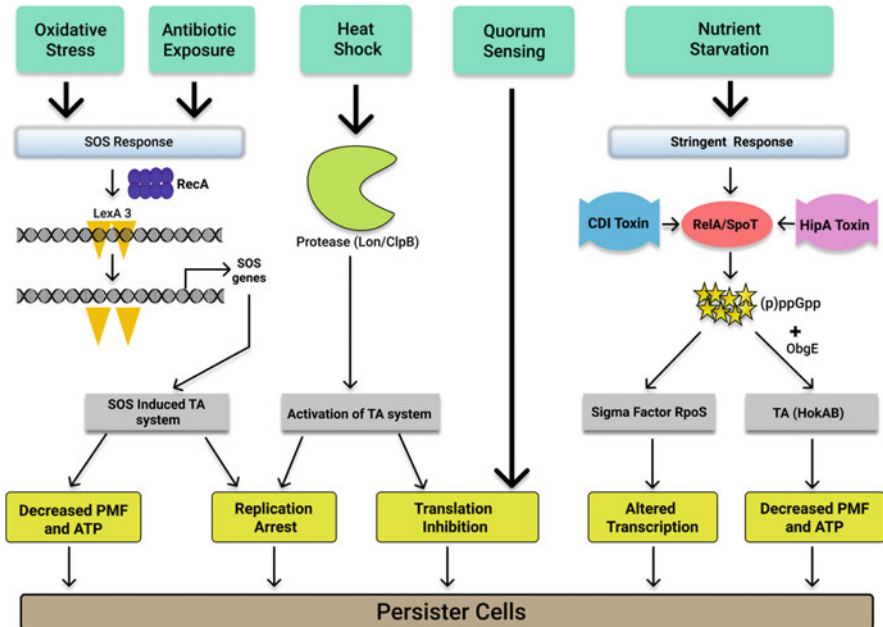 Oxidative
Stress
Antibiotic
Exposure
Heat
Shock
Quorum
Sensing
Nutrient
Starvation
SOS Response
Stringent Response
RecA
LexA 3
CDI Toxin
RelA/SpoT
HipA Toxin
Protease (Lon/ClpB)
SOS
genes
(p)ppGpp
+
ObgE
SOS Induced TA
system
Activation of TA system
Sigma Factor RpoS
TA (HokAB)
Decreased PMF
and ATP
Replication
Arrest
Translation
Inhibition
Altered
Transcription
Decreased PMF
and ATP
Persister Cells